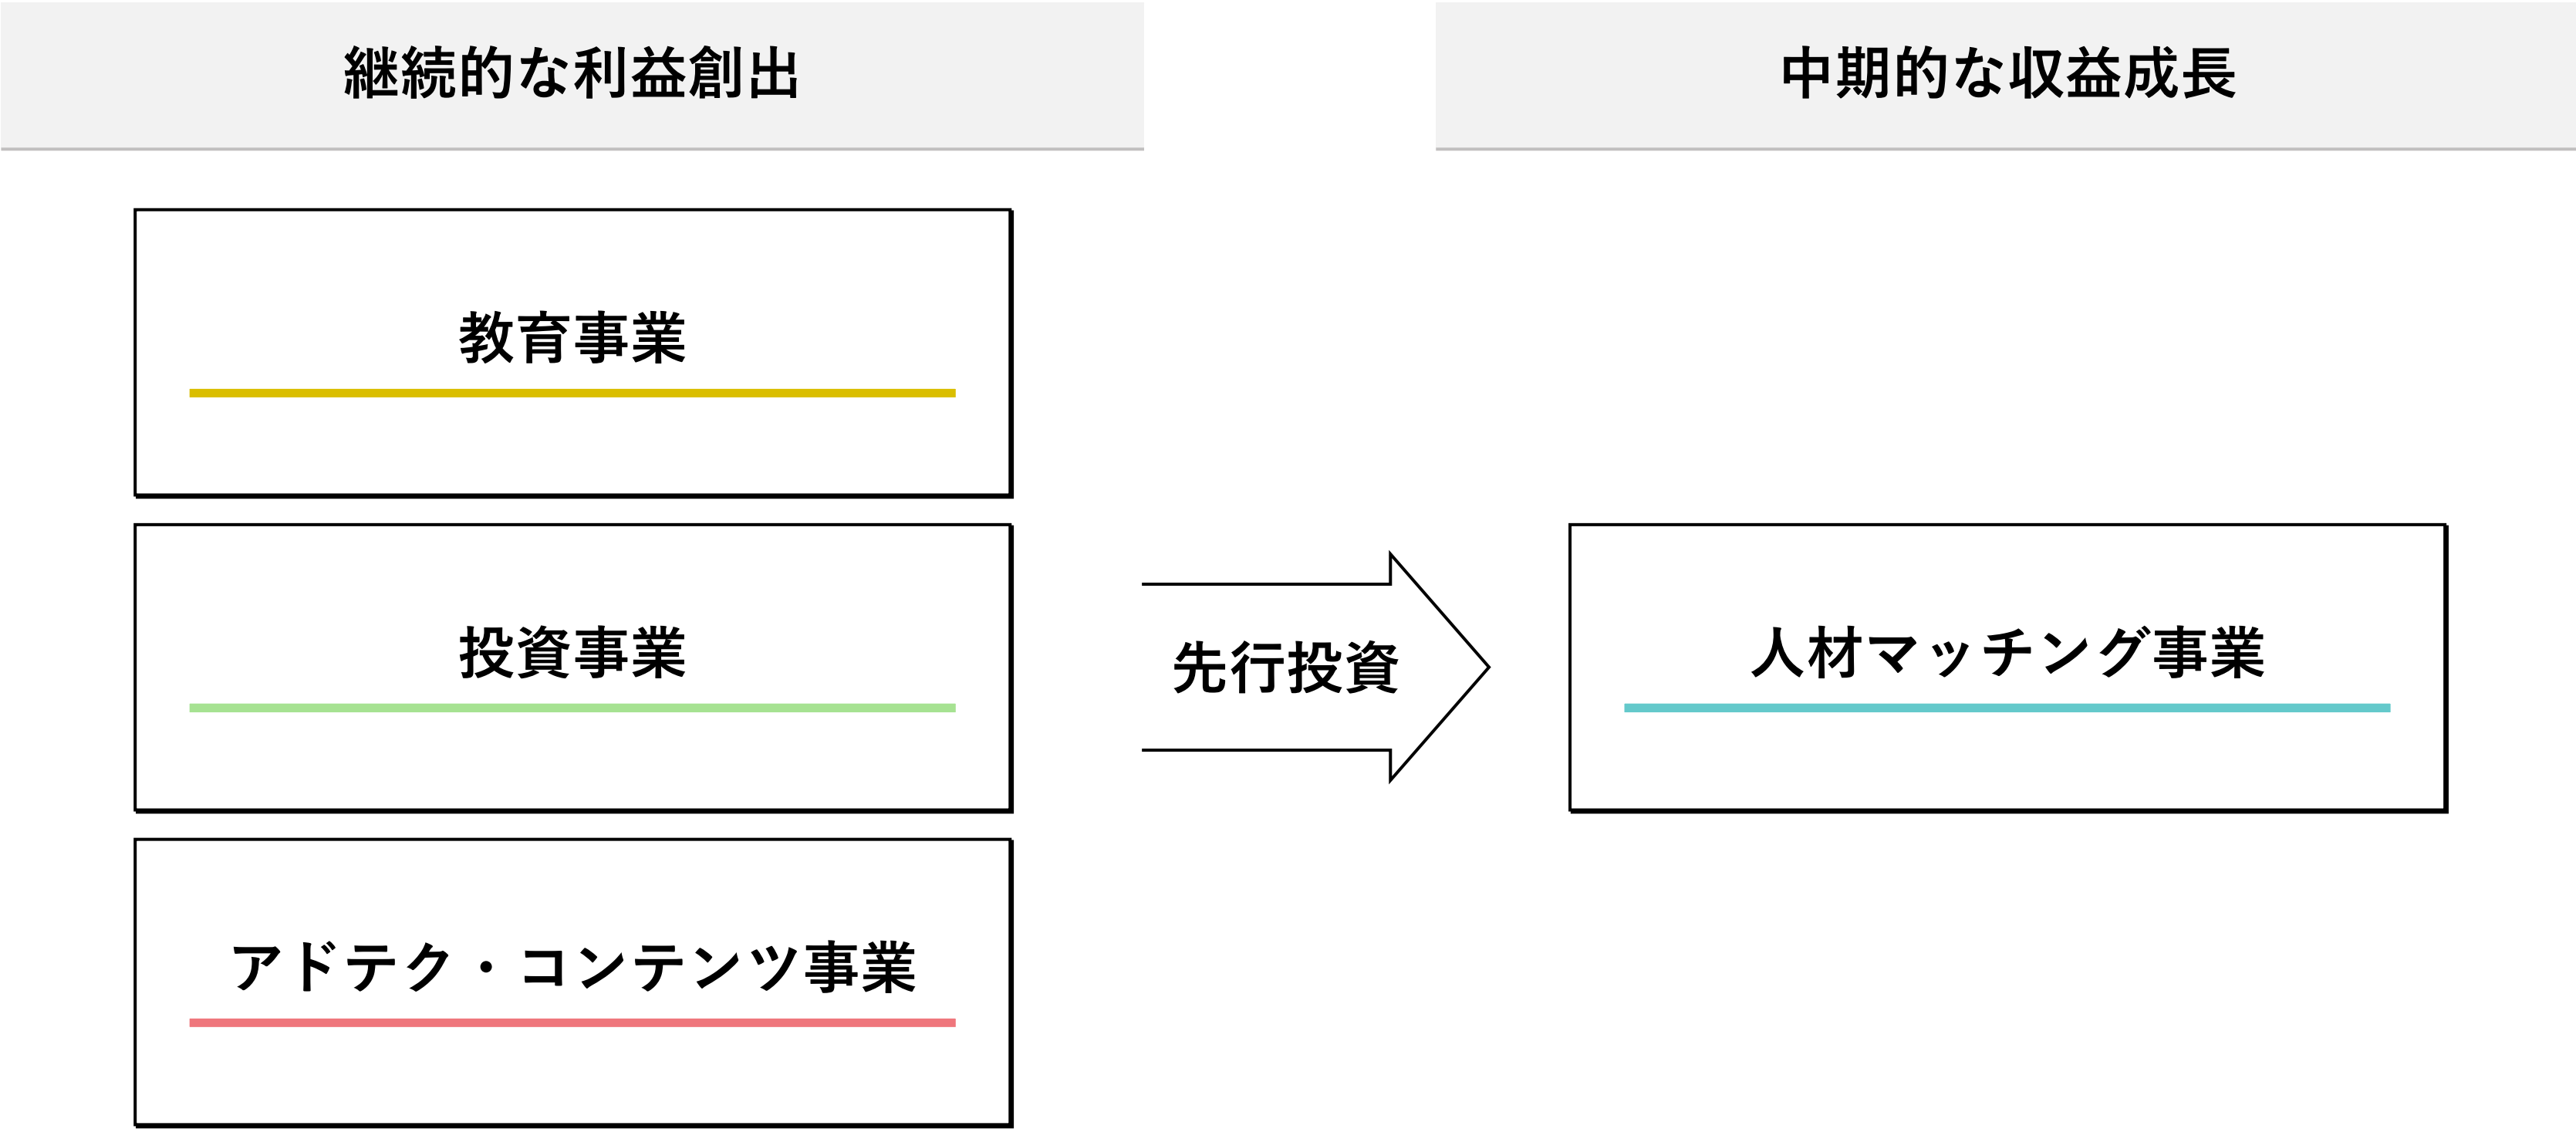 継続的な利益創出
中期的な収益成長
教育事業
投資事業
アドテク・コンテンツ事業
先行投資
人材マッチング事業